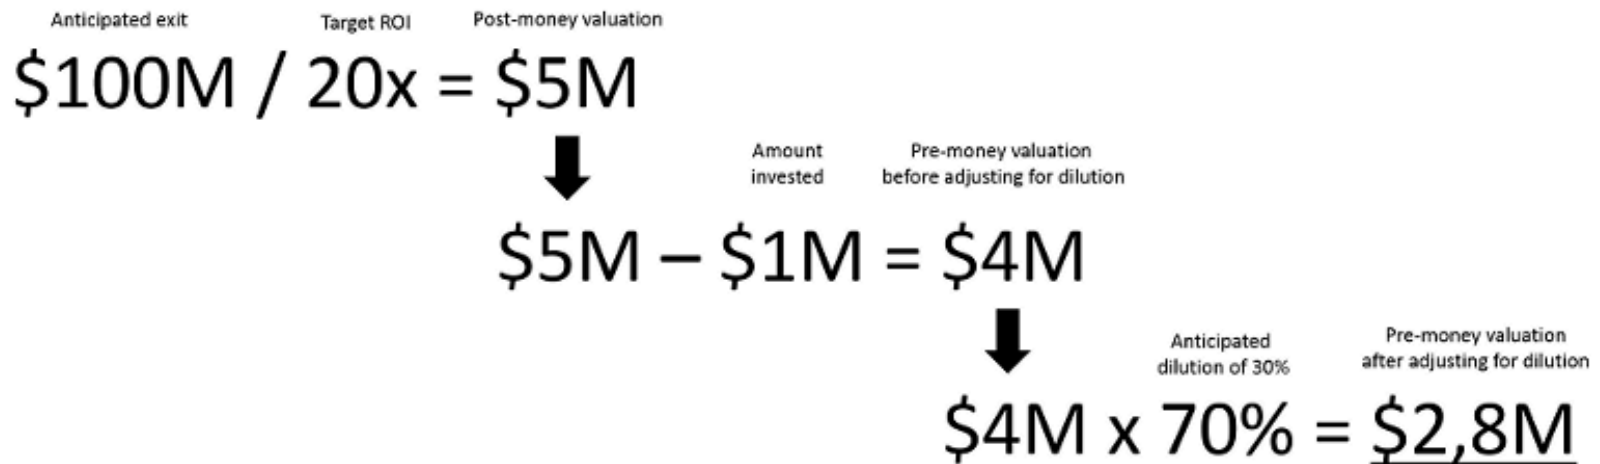 Anticipated exit Target ROI Post-money valuation
$100M / 20x = $5M
Amount Pre-money valuation
invested before adjusting for dilution
$5M – $1M = $4M
Anticipated Pre-money valuation
dilution of 30% after adjusting for dilution
$4M x 70% = $2,8M